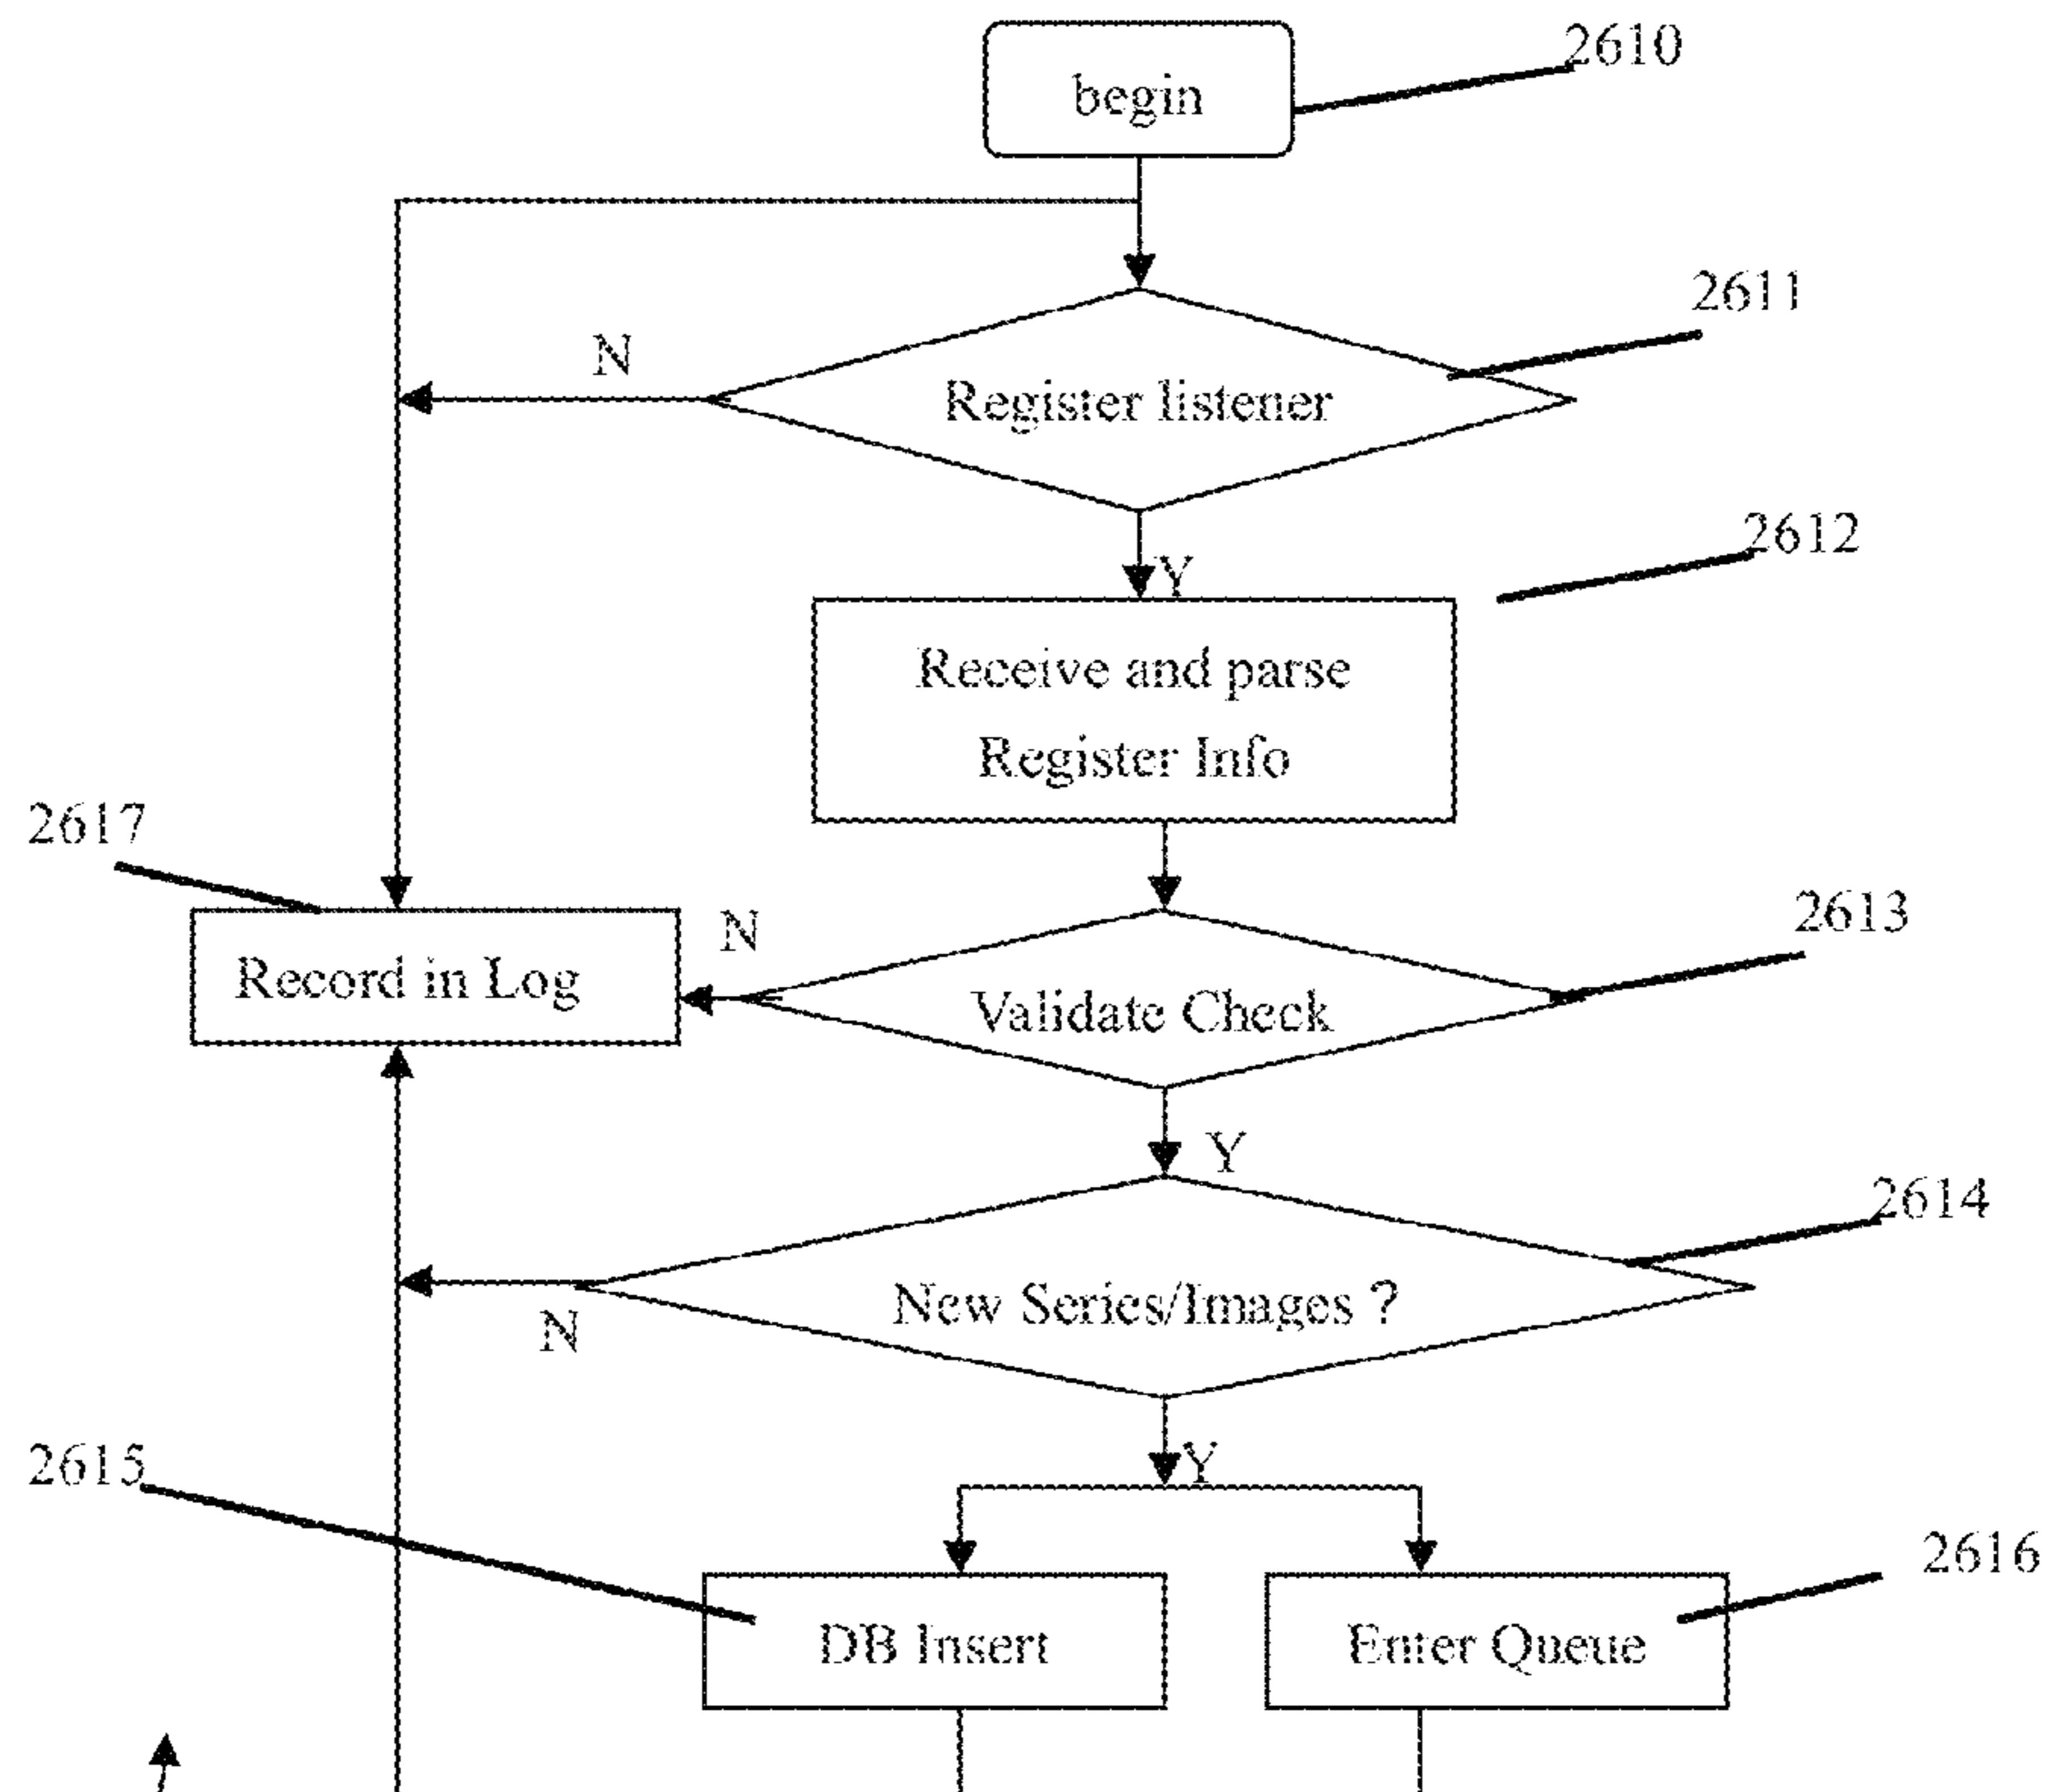 2610
begin
2611
N
Register listener
2612
Y
Receive and parse
Register Info
2617
2613
N
Record in Log
Validate Check
Y
2614
New Series/Images ?
N
2615
Y
2616
DB Insert
Enter Queue